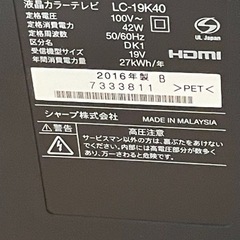 液晶カラーテレビ LC-19K40
定格電圧 100V~
定格消費電力 42W
定格周波数 50/60Hz
区分名 DK1
受信機型サイズ 19V
年間消費電力量 27kWh/年
UL Japan
HDMI
2016年製 B
7333811 >PET<
シャープ株式会社 MADE IN MALAYSIA
高圧注意
サービスマン以外の方は、裏ぶたをあけないで
ください。内部には高電圧部分が数多く
万一さわると危険